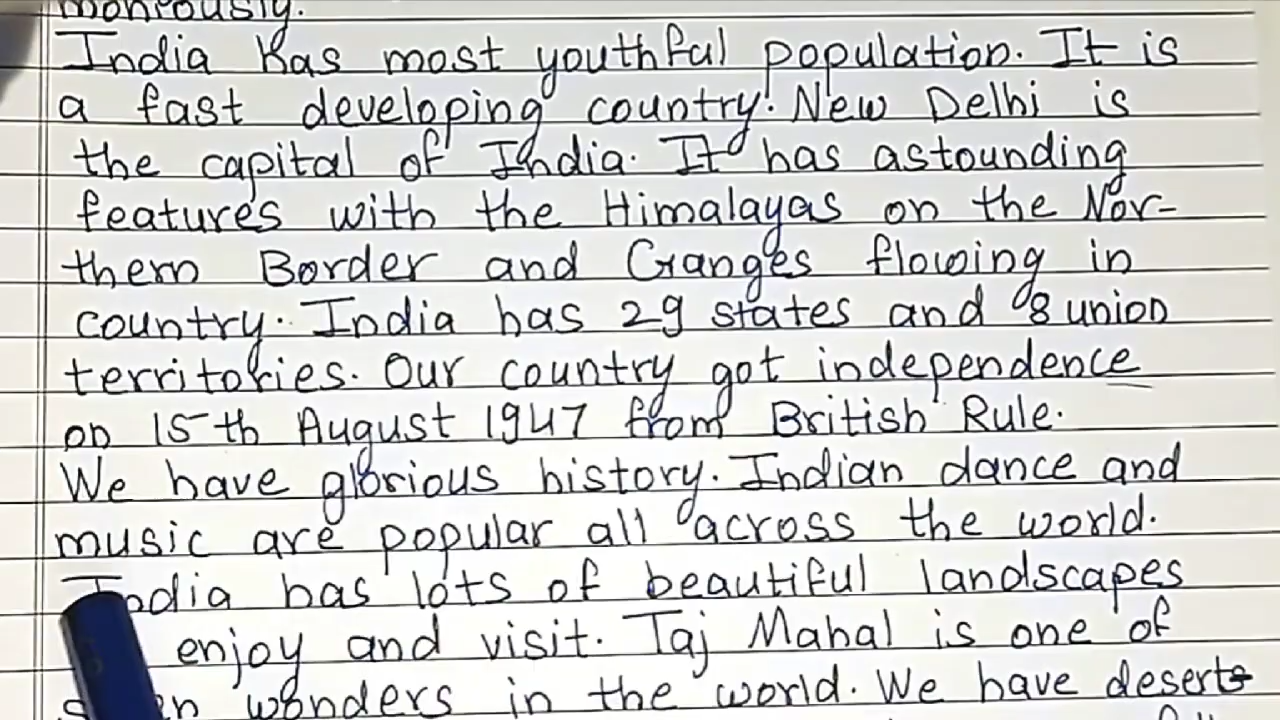 monrously.
India has most youthful population. It is
a fast developing country. New Delhi is
the capital of India. It has astounding
features with the Himalayas on the Nor-
thern Border and Ganges flowing in
country. India has 29 states and 8 union
territories. Our country got independence
on 15th August 1947 from British Rule.
We have glorious history. Indian dance and
music are popular all across the world.
India has lots of beautiful landscapes
enjoy and visit. Taj Mahal is one of
wonders in the world. We have deserts